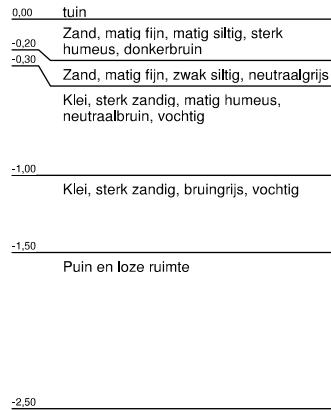 0,00 tuin
Zand, matig fijn, matig siltig, sterk
-0,20 humeus, donkerbruin
-0,30 Zand, matig fijn, zwak siltig, neutraalgrijs
Klei, sterk zandig, matig humeus,
neutraalbruin, vochtig
-1,00
Klei, sterk zandig, bruingrijs, vochtig
-1,50
Puin en loze ruimte
-2,50